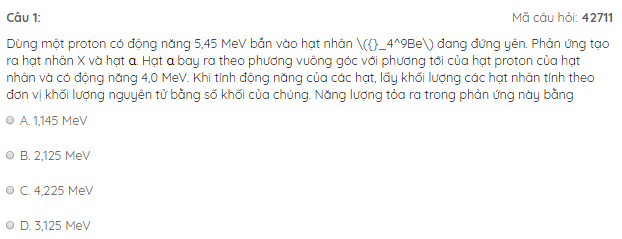 Câu 1: Mã câu hỏi: 42711
Dùng một proton có động năng 5,45 MeV bắn vào hạt nhân \({}_4^9Be\) đang đứng yên. Phản ứng tạo
ra hạt nhân X và hạt α. Hạt α bay ra theo phương vuông góc với phương tới của hạt proton của hạt
nhân và có động năng 4,0 MeV. Khi tính động năng của các hạt, lấy khối lượng các hạt nhân tính theo
đơn vị khối lượng nguyên tử bằng số khối của chúng. Năng lượng tỏa ra trong phản ứng này bằng
A. 1,145 MeV
B. 2,125 MeV
C. 4,225 MeV
D. 3,125 MeV